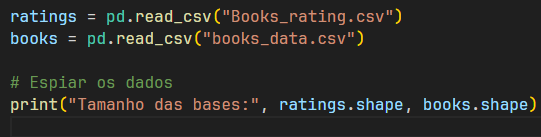 ratings = pd.read_csv("Books_rating.csv")
books = pd.read_csv("books_data.csv")
# Espiar os dados
print("Tamanho das bases:", ratings.shape, books.shape)